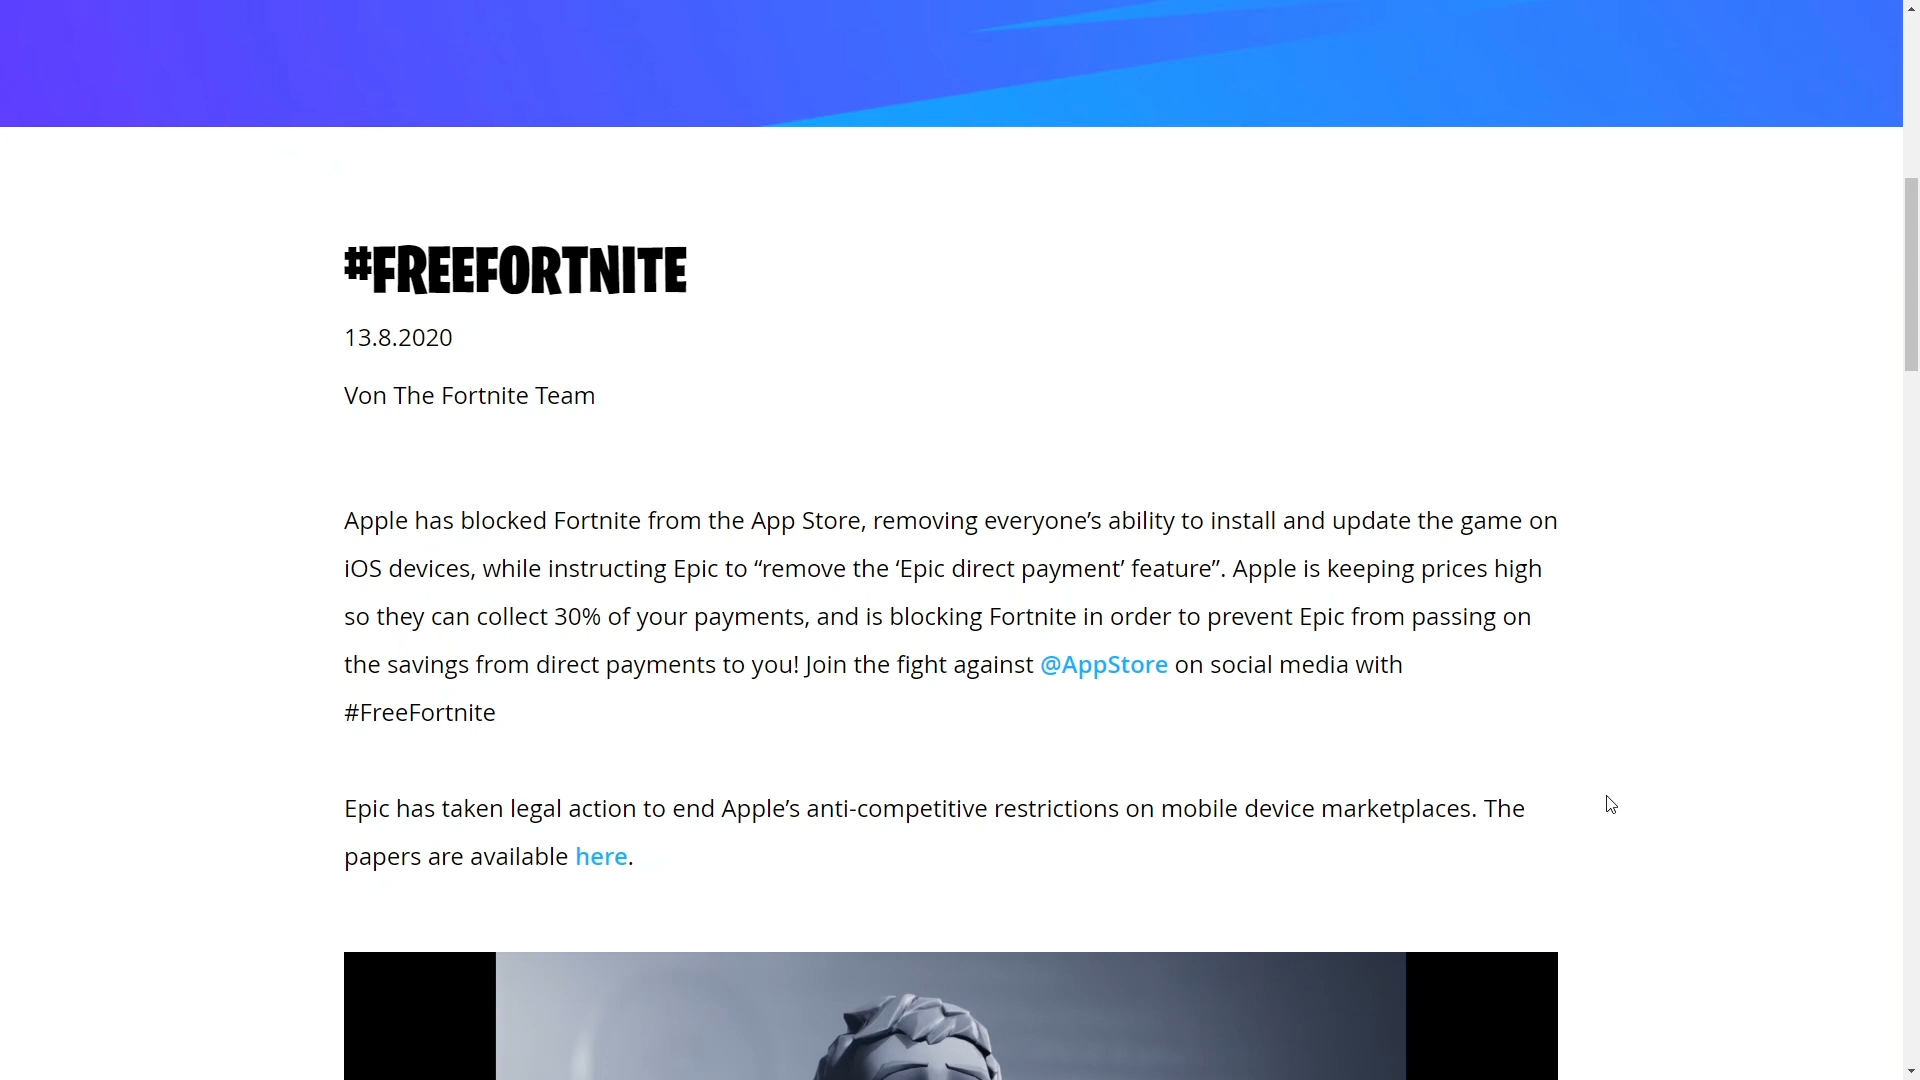 #FREEFORTNITE
13.8.2020
Von The Fortnite Team
Apple has blocked Fortnite from the App Store, removing everyone’s ability to install and update the game on
iOS devices, while instructing Epic to “remove the ‘Epic direct payment’ feature”. Apple is keeping prices high
so they can collect 30% of your payments, and is blocking Fortnite in order to prevent Epic from passing on
the savings from direct payments to you! Join the fight against @AppStore on social media with
#FreeFortnite
Epic has taken legal action to end Apple’s anti-competitive restrictions on mobile device marketplaces. The
papers are available here.